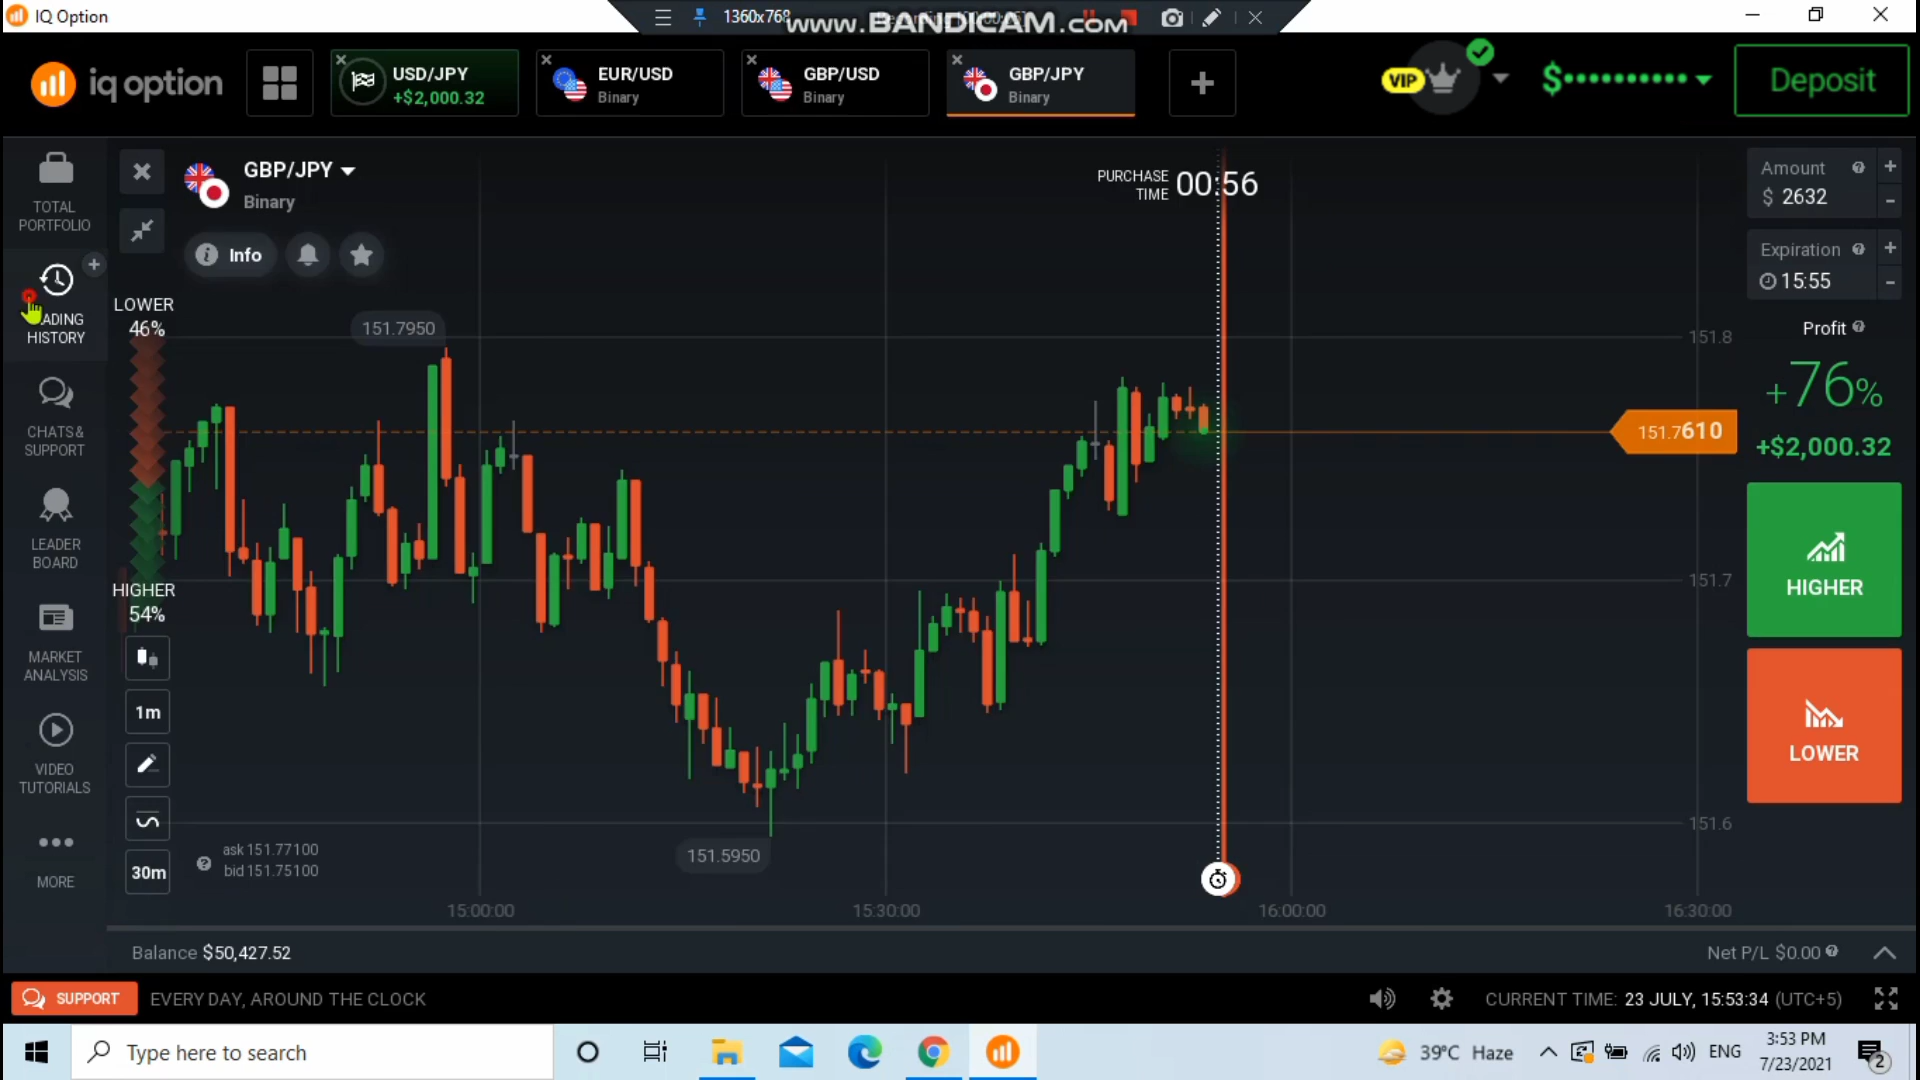 IQ Option
1360x768
www.BANDICAM.com
iq option
USD/JPY
+$2,000.32
EUR/USD
Binary
GBP/USD
Binary
GBP/JPY
Binary
VIP
$
Deposit
TOTAL
PORTFOLIO
GBP/JPY
Binary
Info
PURCHASE
TIME
00:56
Amount
$ 2632
Expiration
15:55
Profit
+76%
+$2,000.32
HIGHER
LOWER
HISTORY
LOWER
46%
151.7950
151.8
151.7610
CHATS &
SUPPORT
LEADER
BOARD
151.7
HIGHER
54%
MARKET
ANALYSIS
1m
VIDEO
TUTORIALS
151.6
151.5950
ask 151.77100
bid 151.75100
30m
MORE
15:00:00
15:30:00
16:00:00
16:30:00
Balance $50,427.52
Net P/L $0.00
SUPPORT
EVERY DAY, AROUND THE CLOCK
CURRENT TIME: 23 JULY, 15:53:34 (UTC+5)
Type here to search
39°C Haze
ENG
3:53 PM
7/23/2021
2